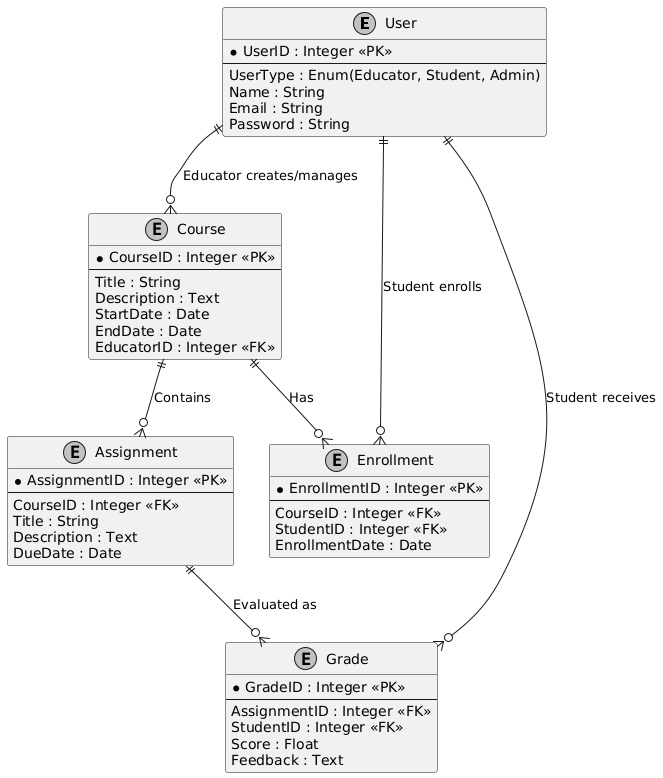 E User
* UserID : Integer «PK»
UserType : Enum(Educator, Student, Admin)
Name : String
Email : String
Password : String
Educator creates/manages
E Course
* CourseID : Integer «PK»
Title : String
Description : Text
StartDate : Date
EndDate : Date
EducatorID : Integer «FK»
Student enrolls
Contains
Has
Student receives
E Assignment
* AssignmentID : Integer «PK»
CourseID : Integer «FK»
Title : String
Description : Text
DueDate : Date
E Enrollment
* EnrollmentID : Integer «PK»
CourseID : Integer «FK»
StudentID : Integer «FK»
EnrollmentDate : Date
Evaluated as
E Grade
* GradeID : Integer «PK»
AssignmentID : Integer «FK»
StudentID : Integer «FK»
Score : Float
Feedback : Text